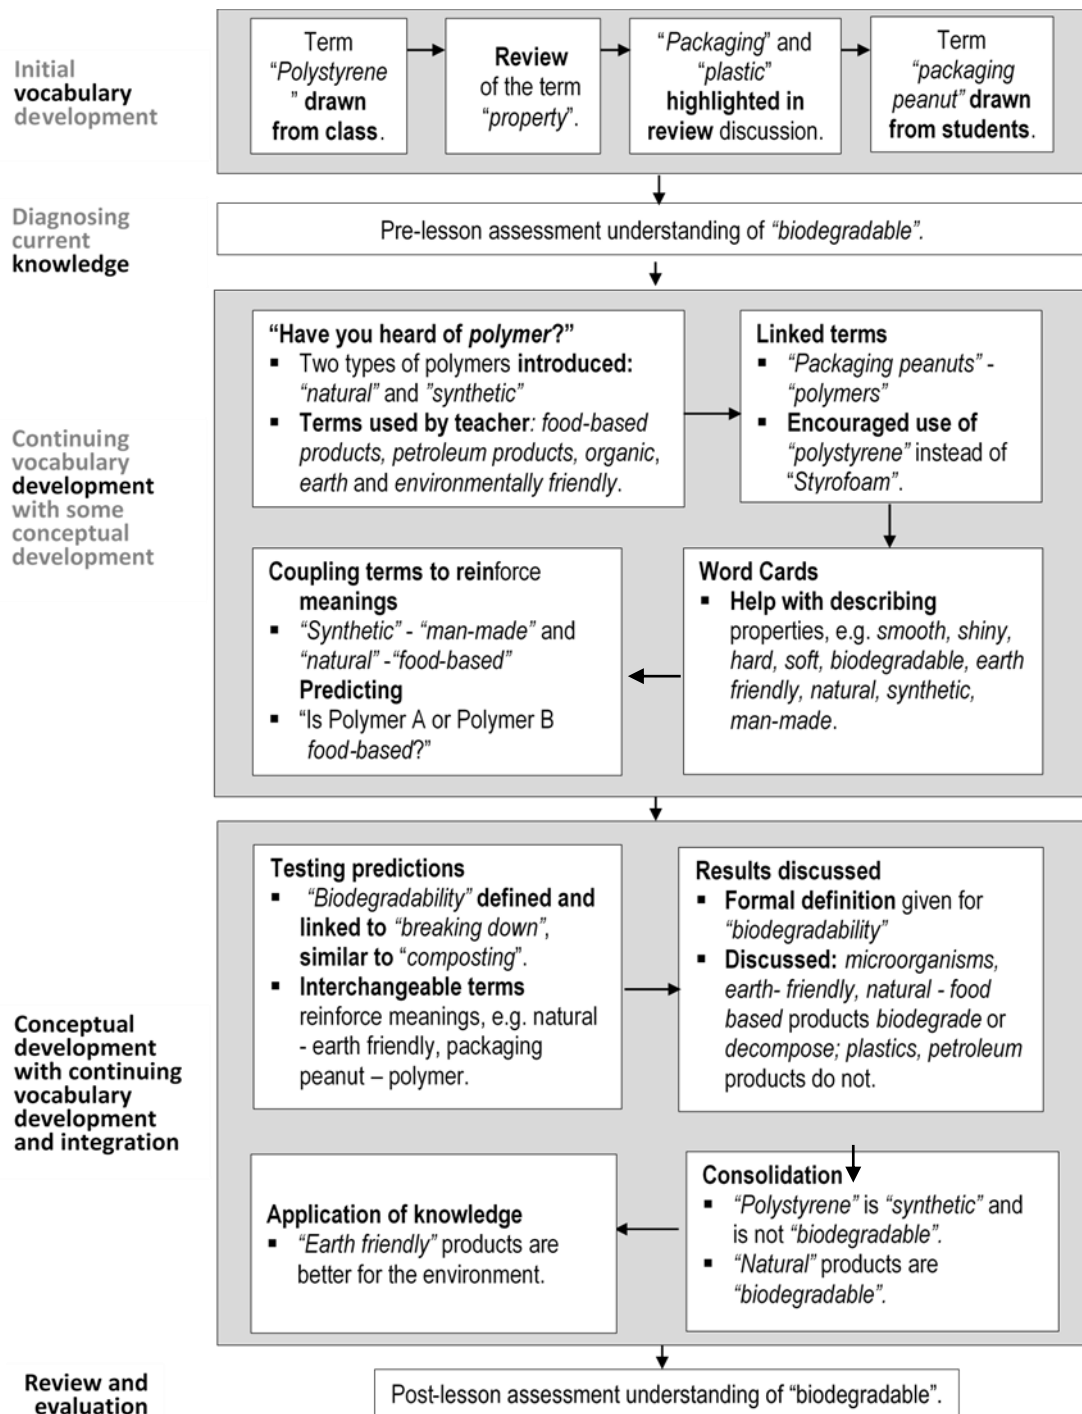 Initial
vocabulary
development
Term
“Polystyrene
” drawn
from class.
Review
of the term
“property”.
“Packaging” and
“plastic”
highlighted in
review discussion.
Term
“packaging
peanut” drawn
from students.
Diagnosing
current
knowledge
Pre-lesson assessment understanding of “biodegradable”.
Continuing
vocabulary
development
with some
conceptual
development
“Have you heard of polymer?”
▪ Two types of polymers introduced:
“natural” and ”synthetic”
▪ Terms used by teacher: food-based
products, petroleum products, organic,
earth and environmentally friendly.
Linked terms
▪ “Packaging peanuts” -
“polymers”
▪ Encouraged use of
“polystyrene” instead of
“Styrofoam”.
Word Cards
▪ Help with describing
properties, e.g. smooth, shiny,
hard, soft, biodegradable, earth
friendly, natural, synthetic,
man-made.
Coupling terms to reinforce
meanings
▪ “Synthetic” - “man-made” and
“natural” -“food-based”
Predicting
▪ “Is Polymer A or Polymer B
food-based?”
Conceptual
development
with continuing
vocabulary
development
and integration
Testing predictions
▪ “Biodegradability” defined and
linked to “breaking down”,
similar to “composting”.
▪ Interchangeable terms
reinforce meanings, e.g. natural
- earth friendly, packaging
peanut – polymer.
Results discussed
▪ Formal definition given for
“biodegradability”
▪ Discussed: microorganisms,
earth- friendly, natural - food
based products biodegrade or
decompose; plastics, petroleum
products do not.
Consolidation
▪ “Polystyrene” is “synthetic” and
is not “biodegradable”.
▪ “Natural” products are
“biodegradable”.
Application of knowledge
▪ “Earth friendly” products are
better for the environment.
Review and
evaluation
Post-lesson assessment understanding of “biodegradable”.